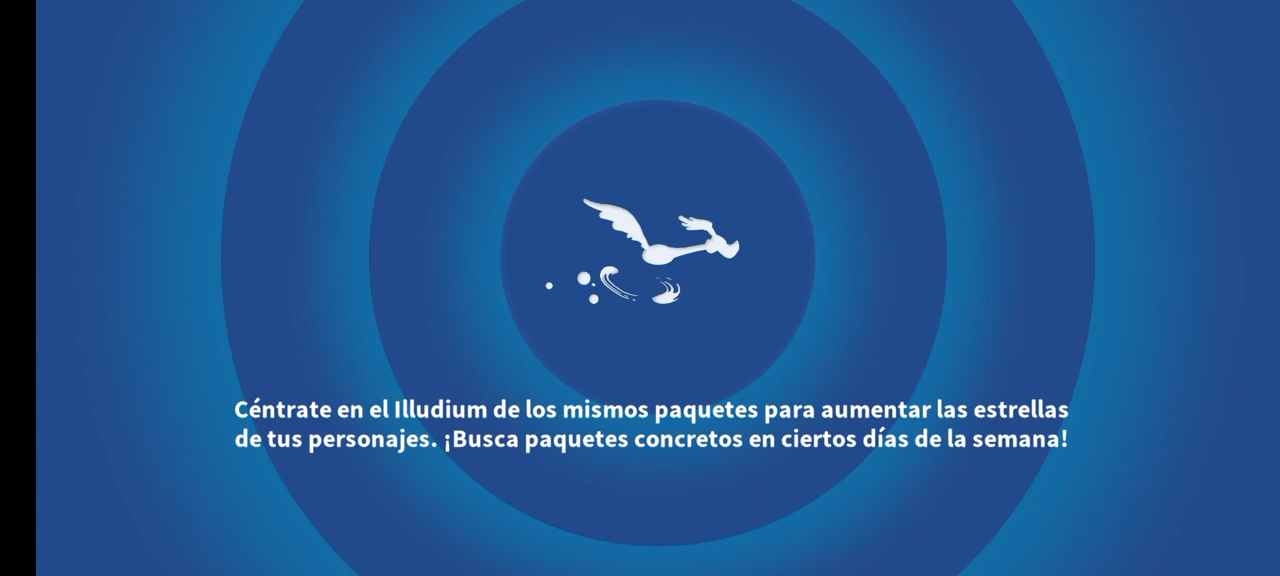 Céntrate en el Illudium de los mismos paquetes para aumentar las estrellas
de tus personajes. ¡Busca paquetes concretos en ciertos días de la semana!